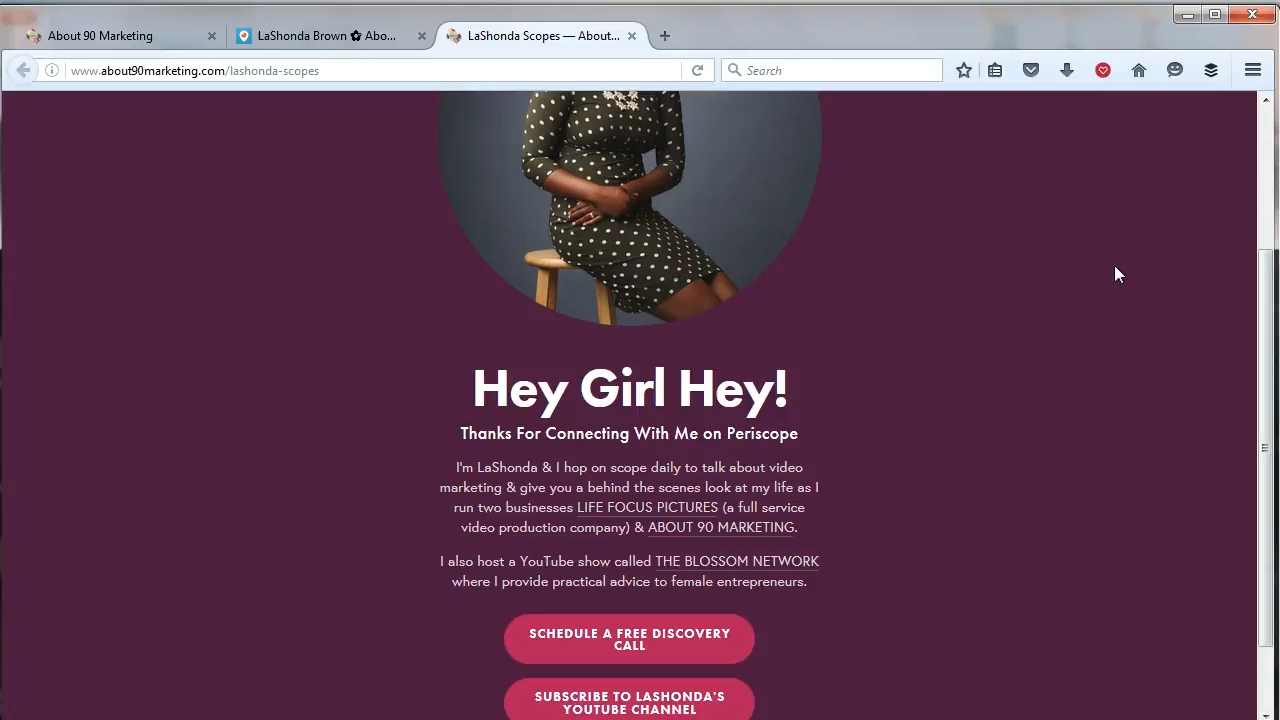 About 90 Marketing
LaShonda Brown ✿ Abo...
LaShonda Scopes — About...
www.about90marketing.com/lashonda-scopes
Search
Hey Girl Hey!
Thanks For Connecting With Me on Periscope
I'm LaShonda & I hop on scope daily to talk about video
marketing & give you a behind the scenes look at my life as I
run two businesses LIFE FOCUS PICTURES (a full service
video production company) & ABOUT 90 MARKETING.
I also host a YouTube show called THE BLOSSOM NETWORK
where I provide practical advice to female entrepreneurs.
SCHEDULE A FREE DISCOVERY
CALL
SUBSCRIBE TO LASHONDA'S
YOUTUBE CHANNEL